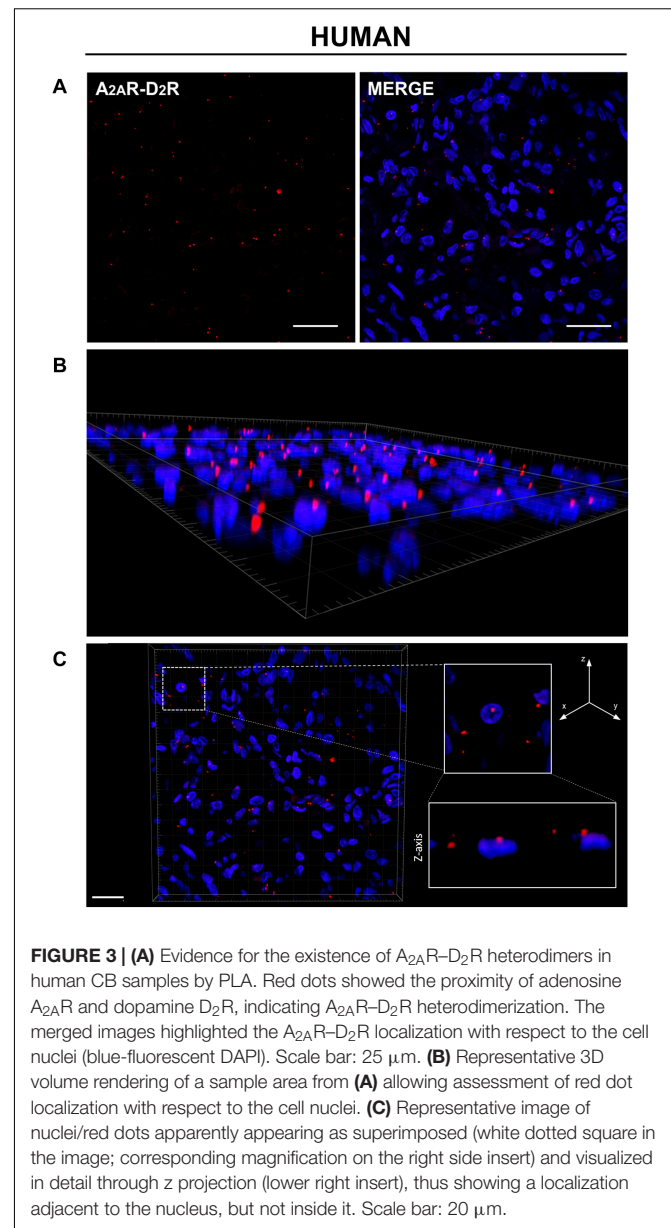 HUMAN
A
A2AR-D2R
MERGE
B
C
z
x
y
Z-axis
FIGURE 3 | (A) Evidence for the existence of A2AR–D2R heterodimers in
human CB samples by PLA. Red dots showed the proximity of adenosine
A2AR and dopamine D2R, indicating A2AR–D2R heterodimerization. The
merged images highlighted the A2AR–D2R localization with respect to the cell
nuclei (blue-fluorescent DAPI). Scale bar: 25 μm. (B) Representative 3D
volume rendering of a sample area from (A) allowing assessment of red dot
localization with respect to the cell nuclei. (C) Representative image of
nuclei/red dots apparently appearing as superimposed (white dotted square in
the image; corresponding magnification on the right side insert) and visualized
in detail through z projection (lower right insert), thus showing a localization
adjacent to the nucleus, but not inside it. Scale bar: 20 μm.